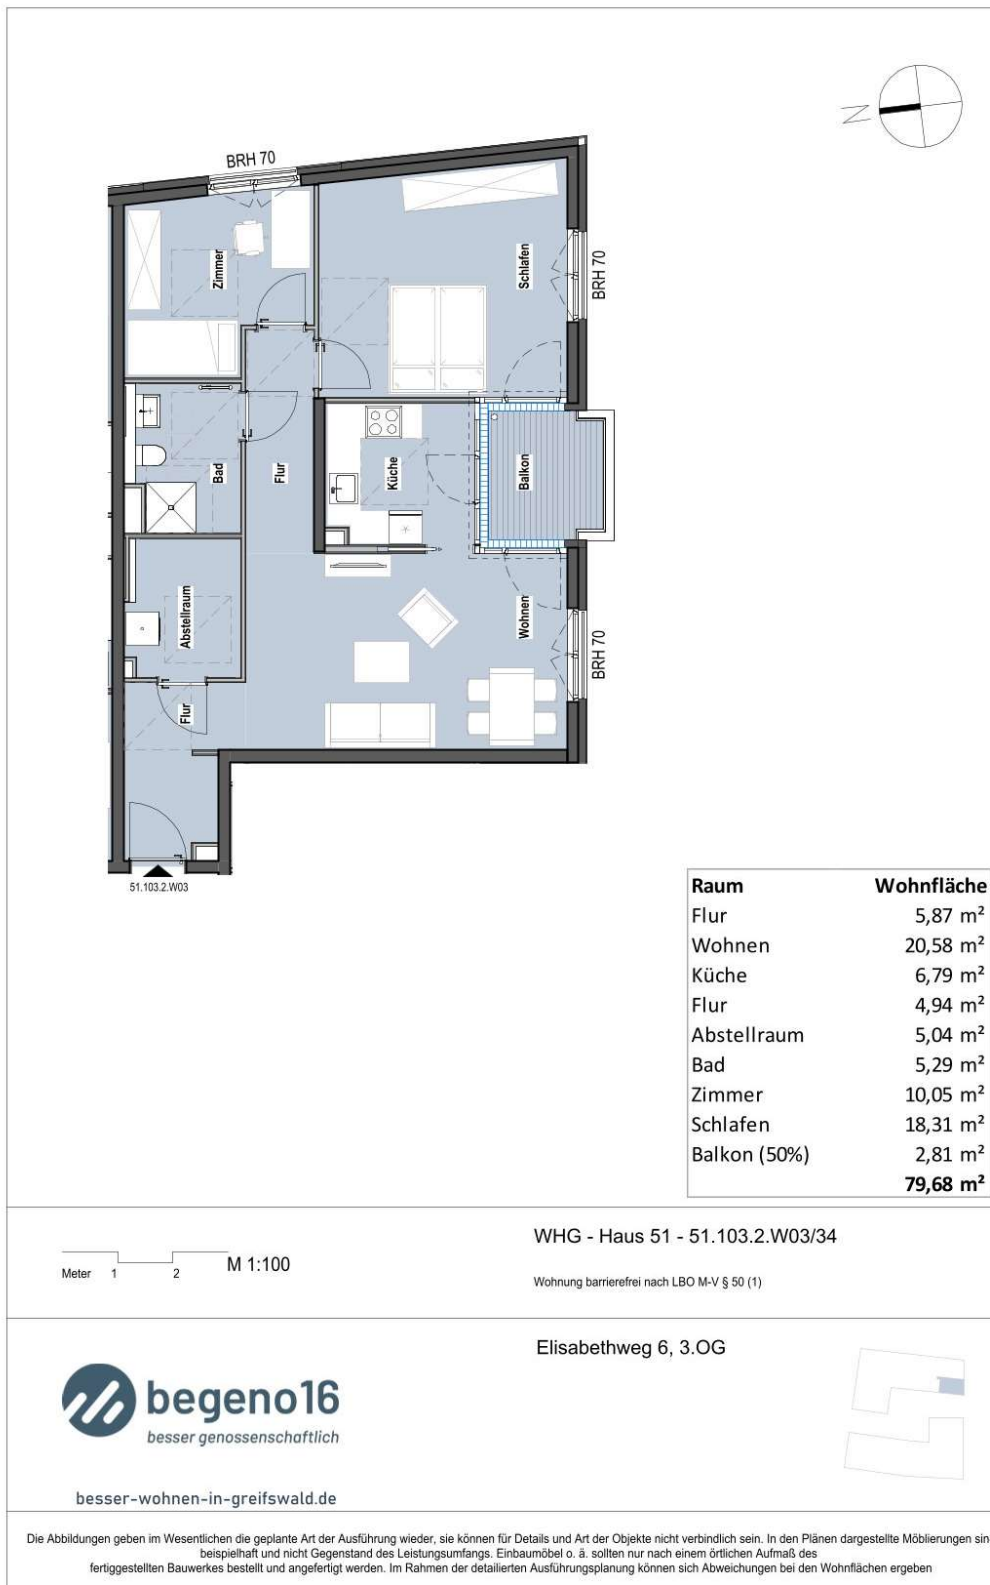 N
BRH 70
Zimmer
Schlafen
BRH 70
Bad
Flur
Küche
Balkon
Abstellraum
Wohnen
BRH 70
Flur
51.103.2.W03
Raum Wohnfläche
Flur 5,87 m²
Wohnen 20,58 m²
Küche 6,79 m²
Flur 4,94 m²
Abstellraum 5,04 m²
Bad 5,29 m²
Zimmer 10,05 m²
Schlafen 18,31 m²
Balkon (50%) 2,81 m²
79,68 m²
Meter 1 2 M 1:100
WHG - Haus 51 - 51.103.2.W03/34
Wohnung barrierefrei nach LBO M-V § 50 (1)
Elisabethweg 6, 3.OG
begeno16
besser genossenschaftlich
besser-wohnen-in-greifswald.de
Die Abbildungen geben im Wesentlichen die geplante Art der Ausführung wieder, sie können für Details und Art der Objekte nicht verbindlich sein. In den Plänen dargestellte Möblierungen sin
beispielhaft und nicht Gegenstand des Leistungsumfangs. Einbaumöbel o. ä. sollten nur nach einem örtlichen Aufmaß des
fertiggestellten Bauwerkes bestellt und angefertigt werden. Im Rahmen der detailierten Ausführungsplanung können sich Abweichungen bei den Wohnflächen ergeben